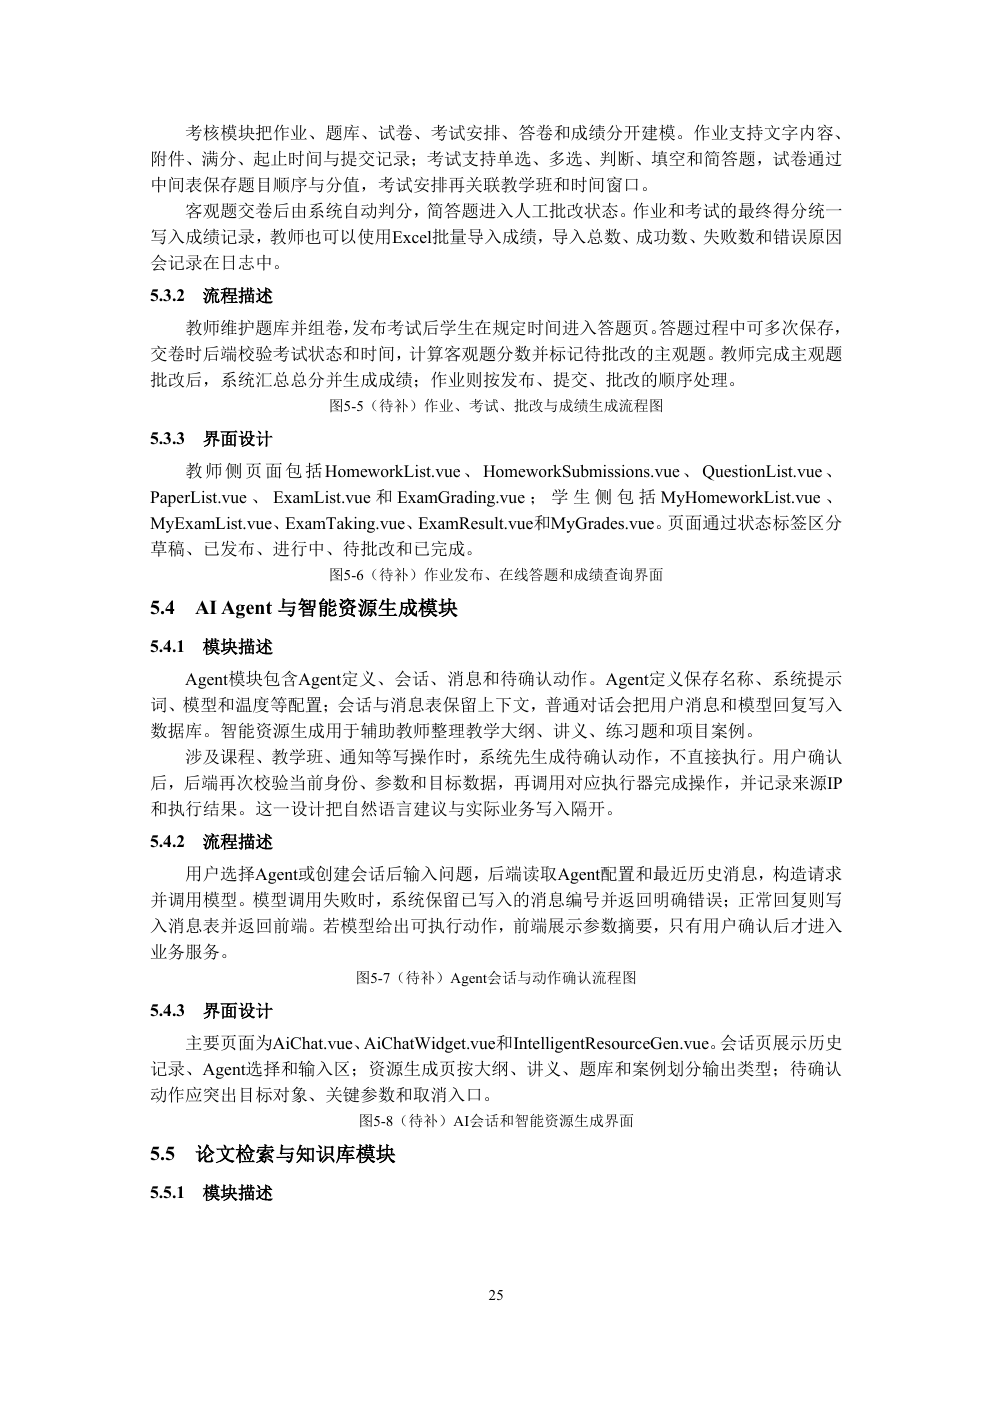 考核模块把作业、题库、试卷、考试安排、答卷和成绩分开建模。作业支持文字内容、
附件、满分、起止时间与提交记录；考试支持单选、多选、判断、填空和简答题，试卷通过
中间表保存题目顺序与分值，考试安排再关联教学班和时间窗口。
客观题交卷后由系统自动判分，简答题进入人工批改状态。作业和考试的最终得分统一
写入成绩记录，教师也可以使用Excel批量导入成绩，导入总数、成功数、失败数和错误原因
会记录在日志中。
5.3.2 流程描述
教师维护题库并组卷，发布考试后学生在规定时间进入答题页。答题过程中可多次保存，
交卷时后端校验考试状态和时间，计算客观题分数并标记待批改的主观题。教师完成主观题
批改后，系统汇总总分并生成成绩；作业则按发布、提交、批改的顺序处理。
图5-5（待补）作业、考试、批改与成绩生成流程图
5.3.3 界面设计
教师侧页面包括HomeworkList.vue、HomeworkSubmissions.vue、QuestionList.vue、
PaperList.vue、ExamList.vue和ExamGrading.vue；学生侧包括MyHomeworkList.vue、
MyExamList.vue、ExamTaking.vue、ExamResult.vue和MyGrades.vue。页面通过状态标签区分
草稿、已发布、进行中、待批改和已完成。
图5-6（待补）作业发布、在线答题和成绩查询界面
5.4 AI Agent 与智能资源生成模块
5.4.1 模块描述
Agent模块包含Agent定义、会话、消息和待确认动作。Agent定义保存名称、系统提示
词、模型和温度等配置；会话与消息表保留上下文，普通对话会把用户消息和模型回复写入
数据库。智能资源生成用于辅助教师整理教学大纲、讲义、练习题和项目案例。
涉及课程、教学班、通知等写操作时，系统先生成待确认动作，不直接执行。用户确认
后，后端再次校验当前身份、参数和目标数据，再调用对应执行器完成操作，并记录来源IP
和执行结果。这一设计把自然语言建议与实际业务写入隔开。
5.4.2 流程描述
用户选择Agent或创建会话后输入问题，后端读取Agent配置和最近历史消息，构造请求
并调用模型。模型调用失败时，系统保留已写入的消息编号并返回明确错误；正常回复则写
入消息表并返回前端。若模型给出可执行动作，前端展示参数摘要，只有用户确认后才进入
业务服务。
图5-7（待补）Agent会话与动作确认流程图
5.4.3 界面设计
主要页面为AiChat.vue、AiChatWidget.vue和IntelligentResourceGen.vue。会话页展示历史
记录、Agent选择和输入区；资源生成页按大纲、讲义、题库和案例划分输出类型；待确认
动作应突出目标对象、关键参数和取消入口。
图5-8（待补）AI会话和智能资源生成界面
5.5 论文检索与知识库模块
5.5.1 模块描述
25